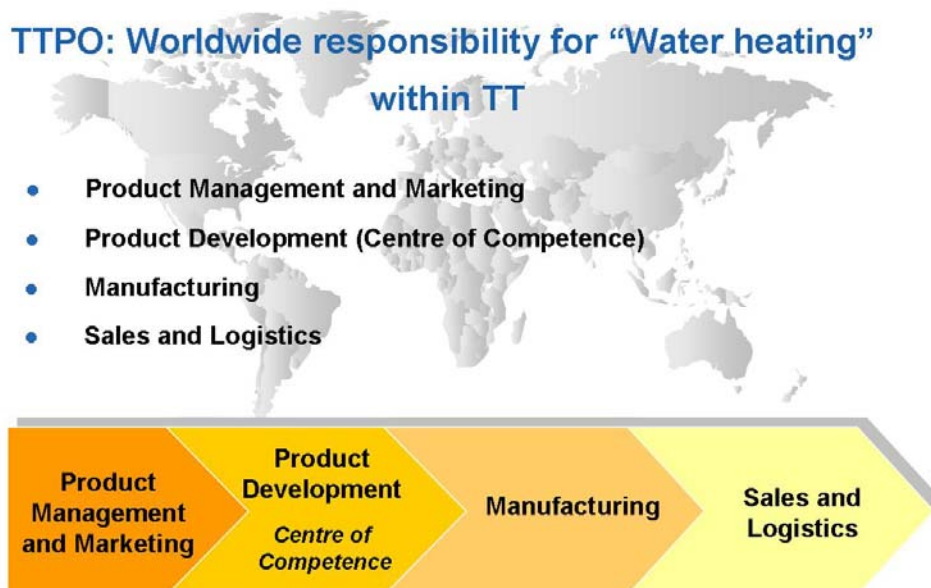 TTPO: Worldwide responsibility for “Water heating”
within TT
• Product Management and Marketing
• Product Development (Centre of Competence)
• Manufacturing
• Sales and Logistics
Product
Management
and Marketing
Product
Development
Centre of
Competence
Manufacturing
Sales and
Logistics